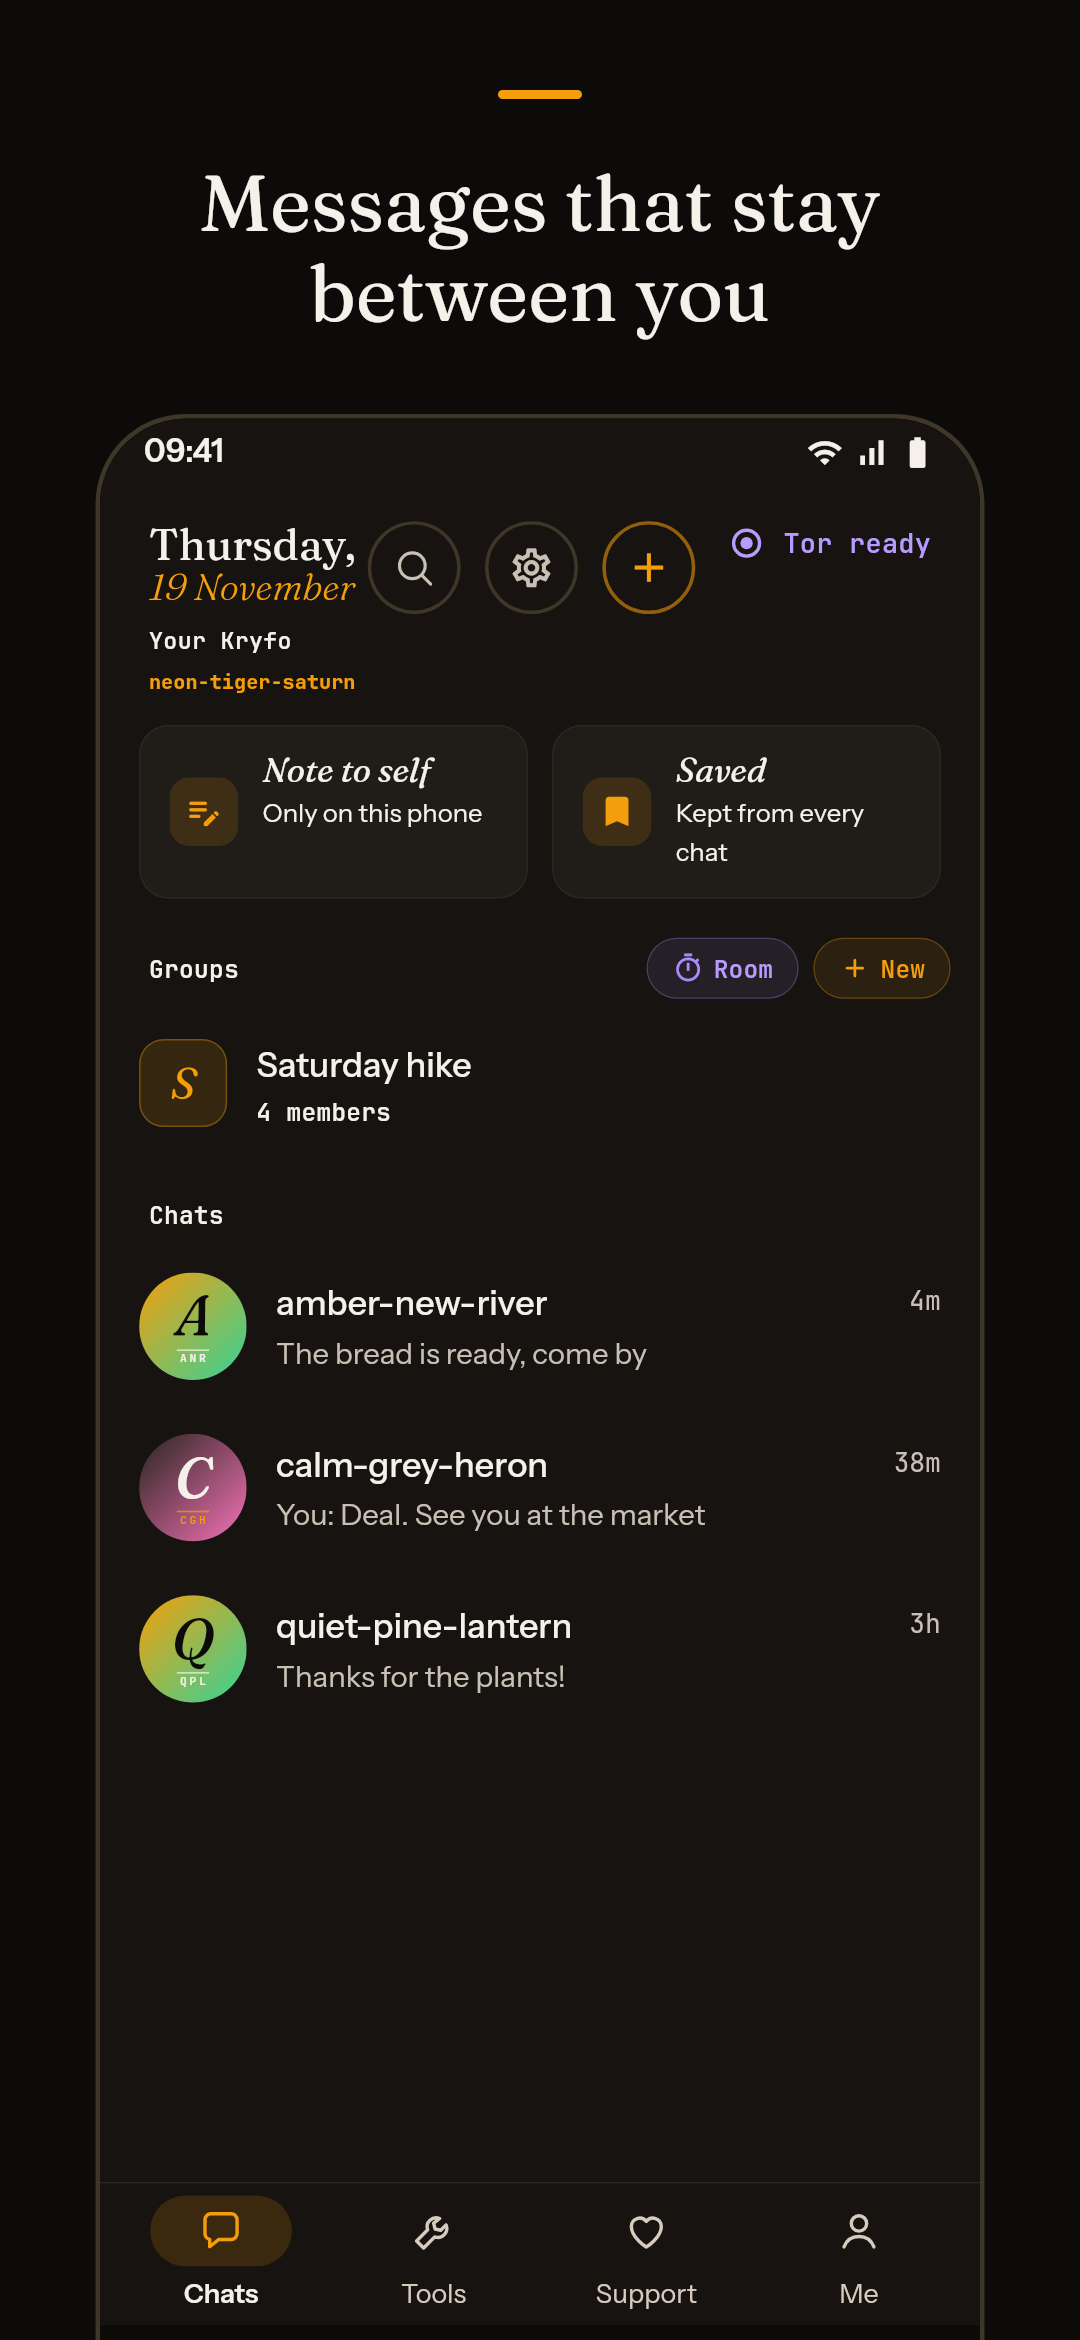 Messages that stay
between you
09:41
Thursday,
19 November
Tor ready
Your Kryfo
neon-tiger-saturn
Note to self
Only on this phone
Saved
Kept from every
chat
Groups
Room
New
S
Saturday hike
4 members
Chats
A
ANR
amber-new-river
4m
The bread is ready, come by
C
CGH
calm-grey-heron
38m
You: Deal. See you at the market
Q
QPL
quiet-pine-lantern
3h
Thanks for the plants!
Chats
Tools
Support
Me